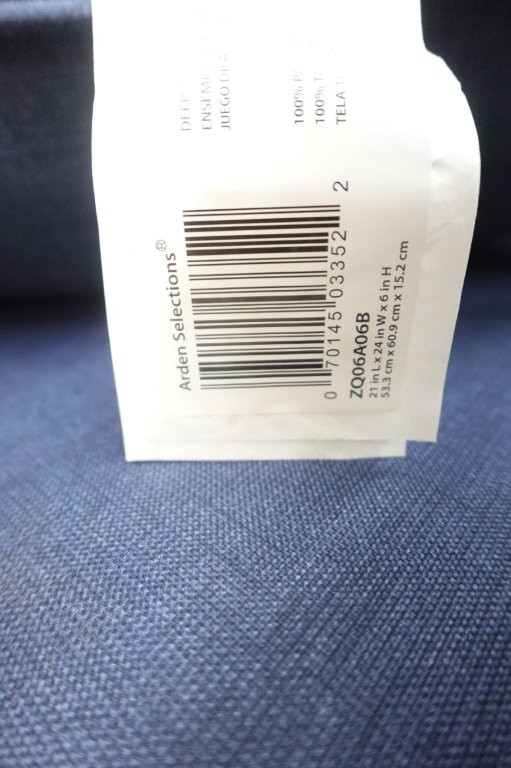 ENSEM
JUEGO DE
100% P
100% T
TELA
Arden Selections®
0 70145 03352 2
ZQ06A06B
21 in L x 24 in W x 6 in H
53.3 cm x 60.9 cm x 15.2 cm